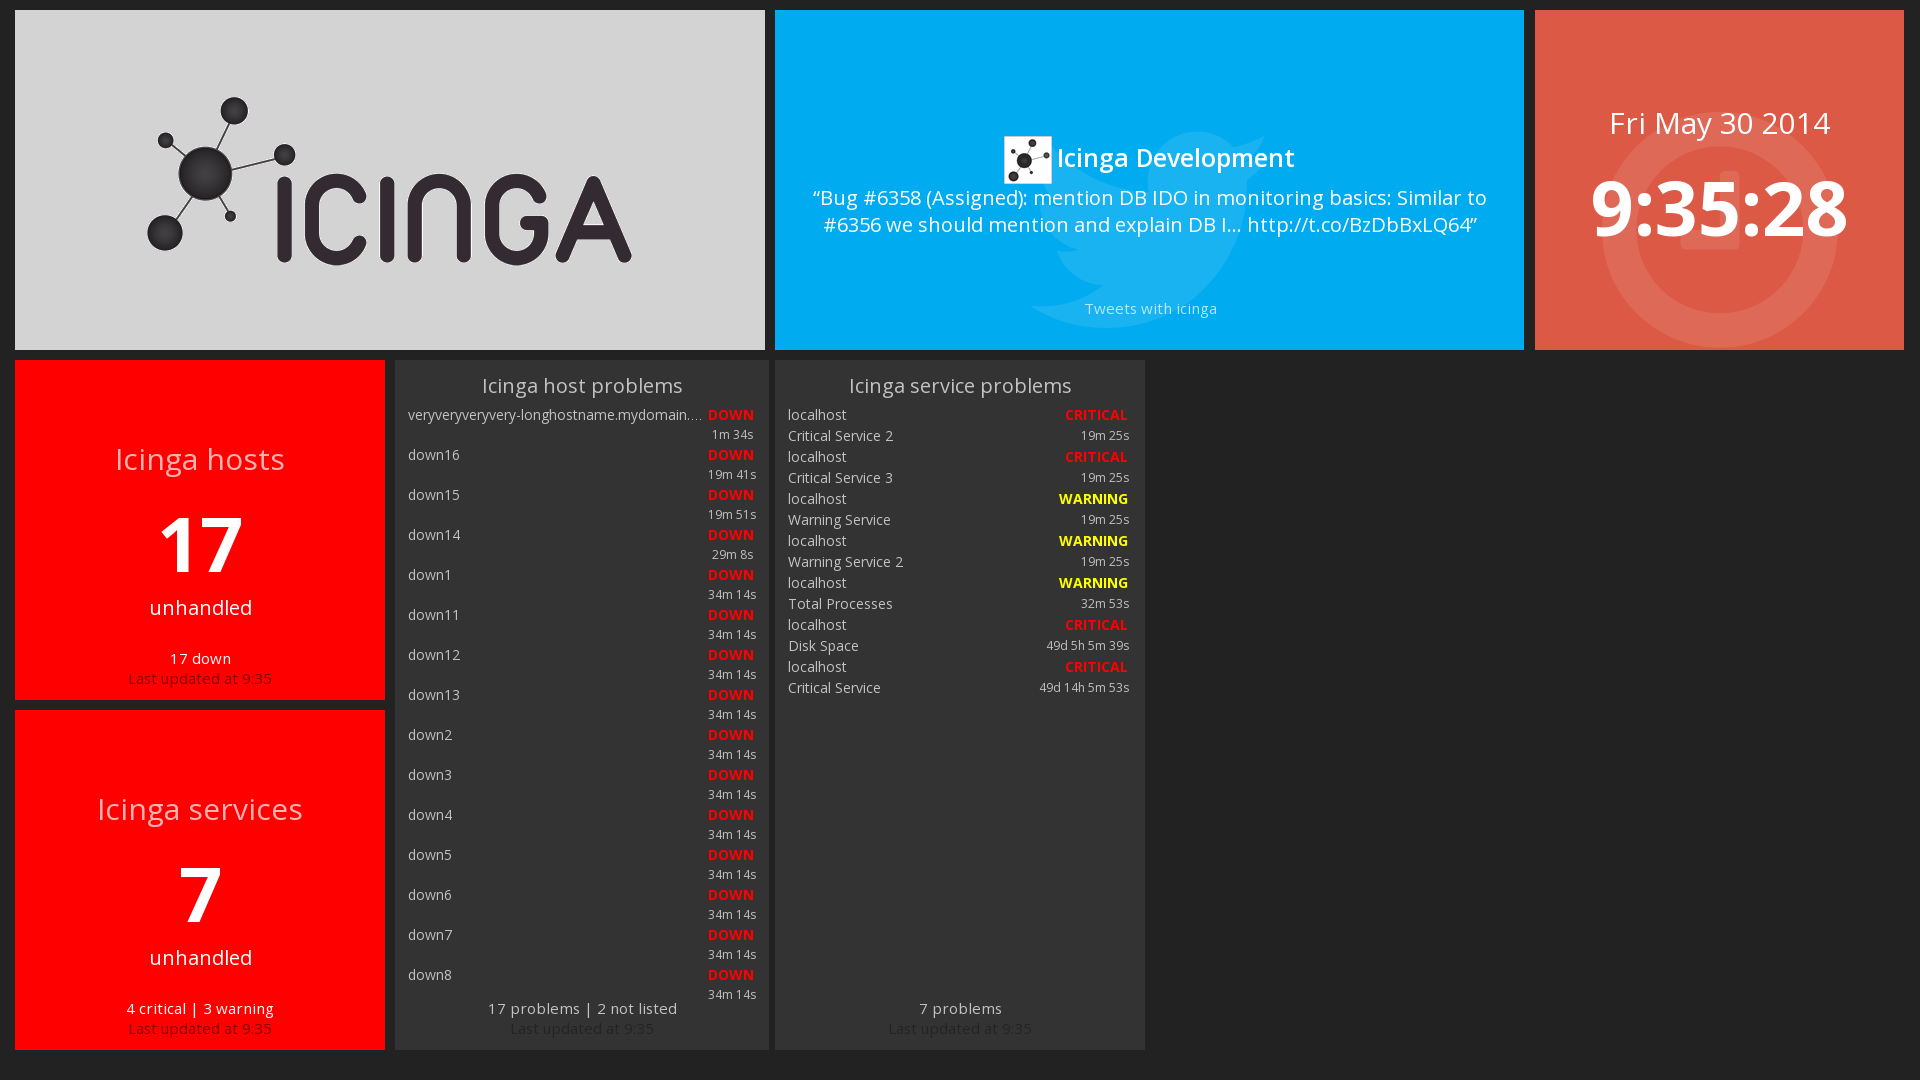 ICINGA
Icinga Development
“Bug #6358 (Assigned): mention DB IDO in monitoring basics: Similar to
#6356 we should mention and explain DB I... http://t.co/BzDbBxLQ64”
Tweets with icinga
Fri May 30 2014
9:35:28
Icinga hosts
17
unhandled
17 down
Last updated at 9:35
Icinga services
7
unhandled
4 critical | 3 warning
Last updated at 9:35
Icinga host problems
veryveryveryvery-longhostname.mydomain.... DOWN
1m 34s
down16 DOWN
19m 41s
down15 DOWN
19m 51s
down14 DOWN
29m 8s
down1 DOWN
34m 14s
down11 DOWN
34m 14s
down12 DOWN
34m 14s
down13 DOWN
34m 14s
down2 DOWN
34m 14s
down3 DOWN
34m 14s
down4 DOWN
34m 14s
down5 DOWN
34m 14s
down6 DOWN
34m 14s
down7 DOWN
34m 14s
down8 DOWN
34m 14s
17 problems | 2 not listed
Last updated at 9:35
Icinga service problems
localhost CRITICAL
Critical Service 2 19m 25s
localhost CRITICAL
Critical Service 3 19m 25s
localhost WARNING
Warning Service 19m 25s
localhost WARNING
Warning Service 2 19m 25s
localhost WARNING
Total Processes 32m 53s
localhost CRITICAL
Disk Space 49d 5h 5m 39s
localhost CRITICAL
Critical Service 49d 14h 5m 53s
7 problems
Last updated at 9:35